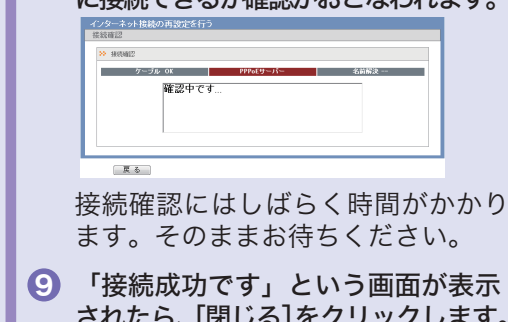 に接続できるか確認がおこなわれます。
インターネット接続の再設定を行う
接続確認
>> 接続確認
ケーブル OK PPPoEサーバー 名前解決 --
確認中です...
戻る
接続確認にはしばらく時間がかかり
ます。そのままお待ちください。
9 「接続成功です」という画面が表示
されたら、[閉じる]をクリックします。